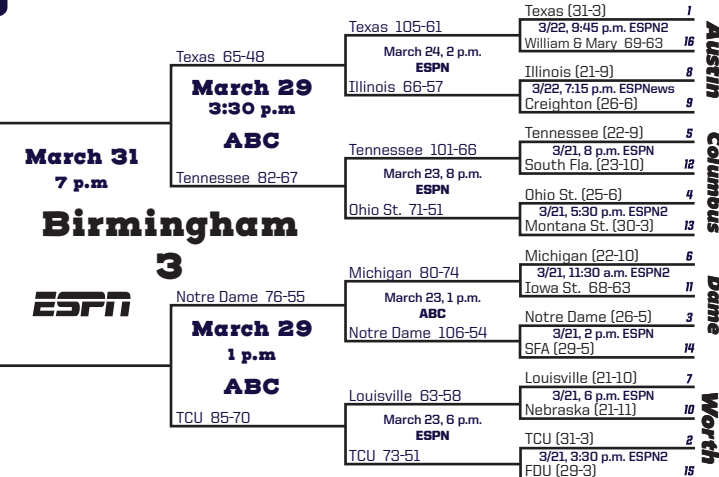 Texas (31-3) 1
3/22, 9:45 p.m. ESPN2
William & Mary 69-63 16
Illinois (21-9) 8
3/22, 7:15 p.m. ESPNews
Creighton (26-6) 9
Austin
Tennessee (22-9) 5
3/21, 8 p.m. ESPN
South Fla. (23-10) 12
Ohio St. (25-6) 4
3/21, 5:30 p.m. ESPN2
Montana St. (30-3) 13
Columbus
Michigan (22-10) 6
3/21, 11:30 a.m. ESPN2
Iowa St. 68-63 11
Notre Dame (26-5) 3
3/21, 2 p.m. ESPN
SFA (29-5) 14
Dame
Louisville (21-10) 7
3/21, 6 p.m. ESPN
Nebraska (21-11) 10
TCU (31-3) 2
3/21, 3:30 p.m. ESPN2
FDU (29-3) 15
Worth
Texas 105-61
March 24, 2 p.m.
ESPN
Illinois 66-57
Tennessee 101-66
March 23, 8 p.m.
ESPN
Ohio St. 71-51
Michigan 80-74
March 23, 1 p.m.
ABC
Notre Dame 106-54
Louisville 63-58
March 23, 6 p.m.
ESPN
TCU 73-51
Texas 65-48
March 29
3:30 p.m
ABC
Tennessee 82-67
Notre Dame 76-55
March 29
1 p.m
ABC
TCU 85-70
March 31
7 p.m
Birmingham
3
ESPN